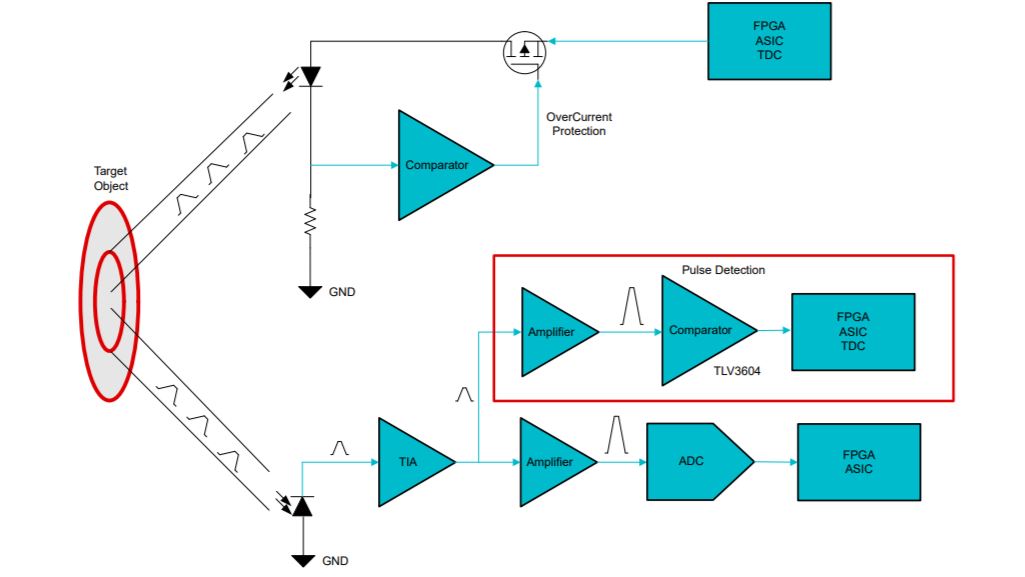 FPGA
ASIC
TDC
OverCurrent
Protection
Comparator
Target
Object
GND
Pulse Detection
Amplifier
Comparator
FPGA
ASIC
TDC
TLV3604
TIA
Amplifier
ADC
FPGA
ASIC
GND